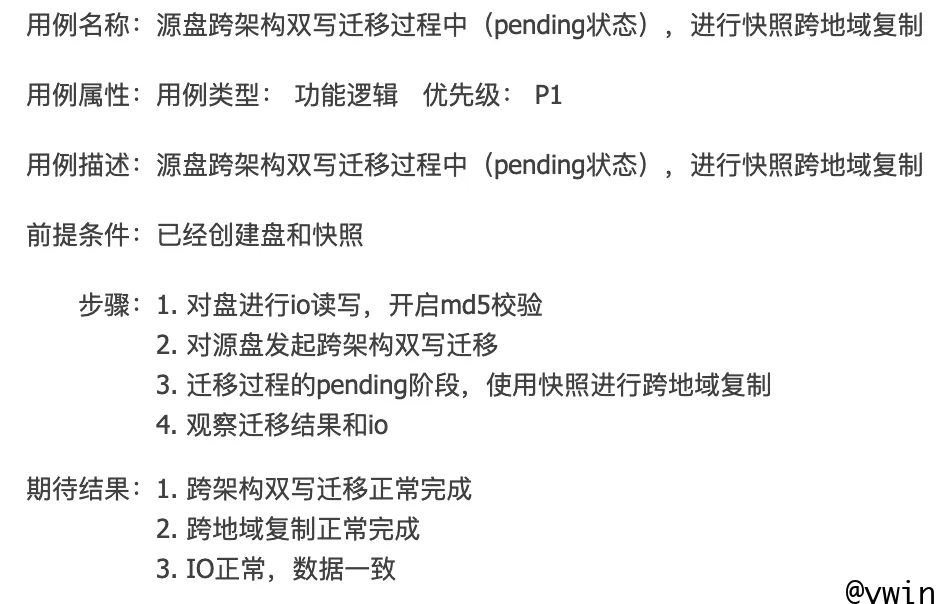 用例名称：源盘跨架构双写迁移过程中（pending状态），进行快照跨地域复制
用例属性：用例类型： 功能逻辑 优先级： P1
用例描述：源盘跨架构双写迁移过程中（pending状态），进行快照跨地域复制
前提条件：已经创建盘和快照
步骤：1. 对盘进行io读写，开启md5校验
2. 对源盘发起跨架构双写迁移
3. 迁移过程的pending阶段，使用快照进行跨地域复制
4. 观察迁移结果和io
期待结果：1. 跨架构双写迁移正常完成
2. 跨地域复制正常完成
3. IO正常，数据一致
@vwin